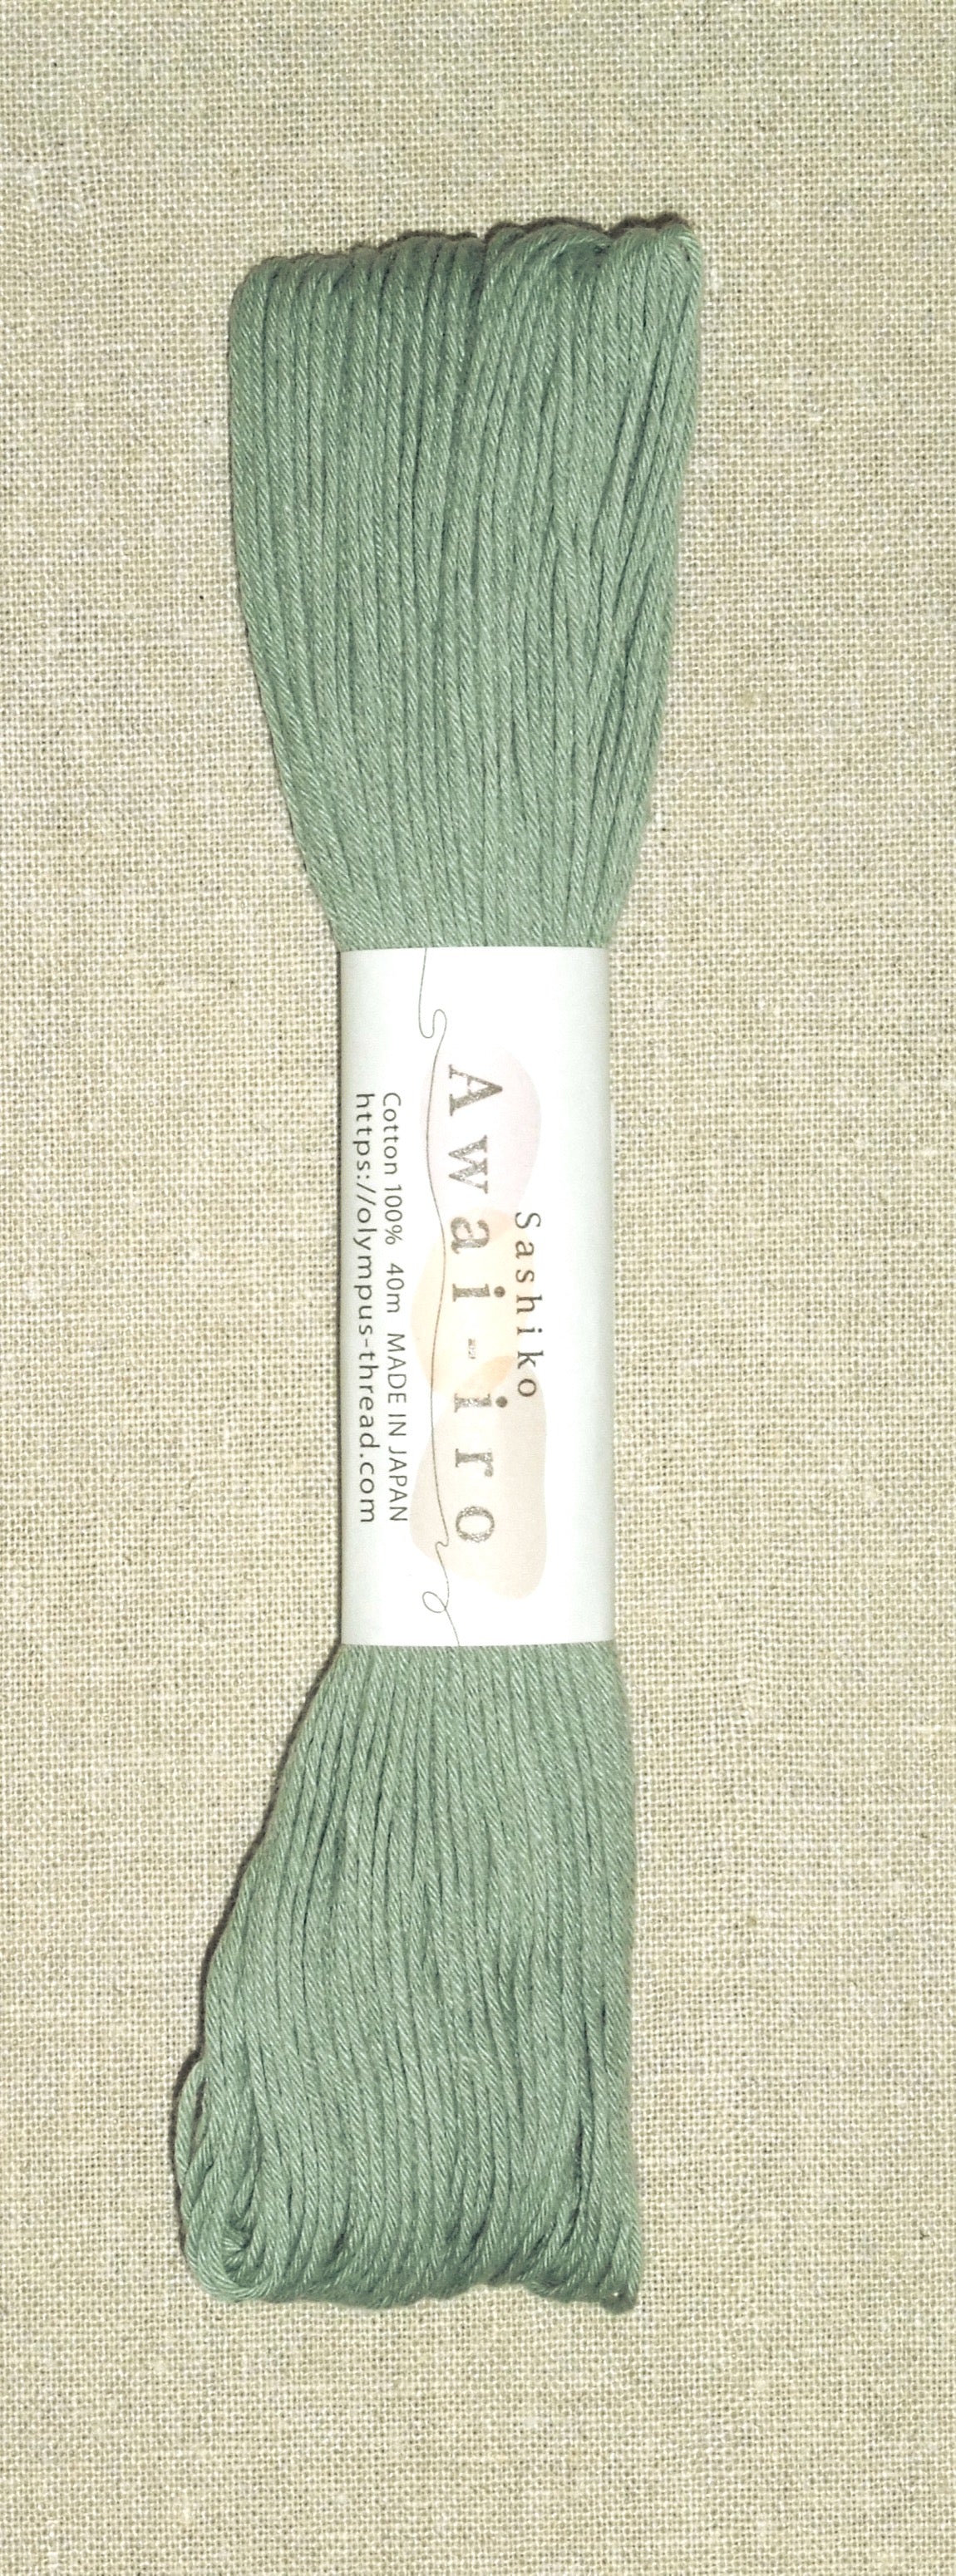 Sashiko
Awai-iro
Cotton 100% 40m MADE IN JAPAN
https://olympus-thread.com